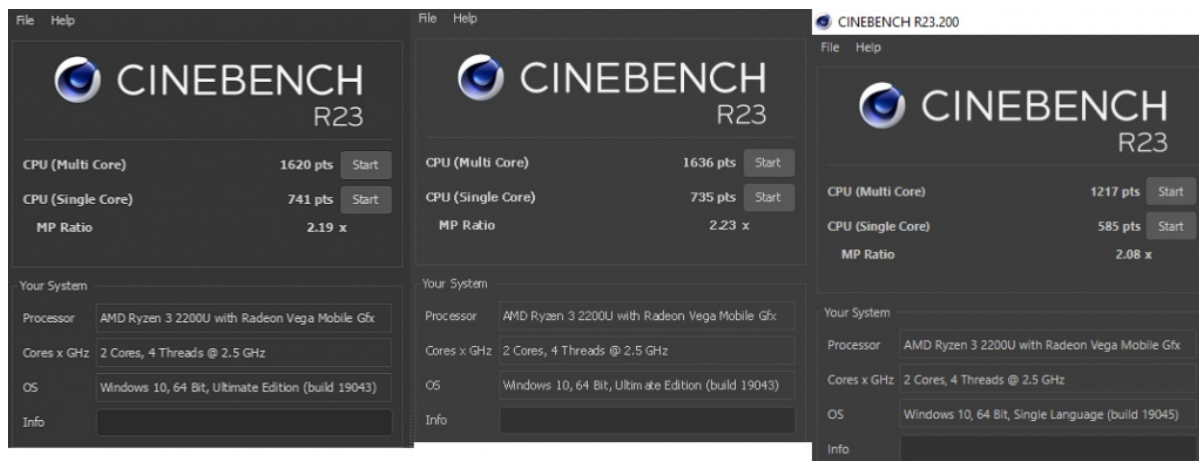 File Help
CINEBENCH
R23
CPU (Multi Core) 1620 pts Start
CPU (Single Core) 741 pts Start
MP Ratio 2.19 x
Your System
Processor AMD Ryzen 3 2200U with Radeon Vega Mobile Gfx
Cores x GHz 2 Cores, 4 Threads @ 2.5 GHz
OS Windows 10, 64 Bit, Ultimate Edition (build 19043)
Info
File Help
CINEBENCH
R23
CPU (Multi Core) 1636 pts Start
CPU (Single Core) 735 pts Start
MP Ratio 2.23 x
Your System
Processor AMD Ryzen 3 2200U with Radeon Vega Mobile Gfx
Cores x GHz 2 Cores, 4 Threads @ 2.5 GHz
OS Windows 10, 64 Bit, Ultimate Edition (build 19043)
Info
CINEBENCH R23.200
File Help
CINEBENCH
R23
CPU (Multi Core) 1217 pts Start
CPU (Single Core) 585 pts Start
MP Ratio 2.08 x
Your System
Processor AMD Ryzen 3 2200U with Radeon Vega Mobile Gfx
Cores x GHz 2 Cores, 4 Threads @ 2.5 GHz
OS Windows 10, 64 Bit, Single Language (build 19045)
Info